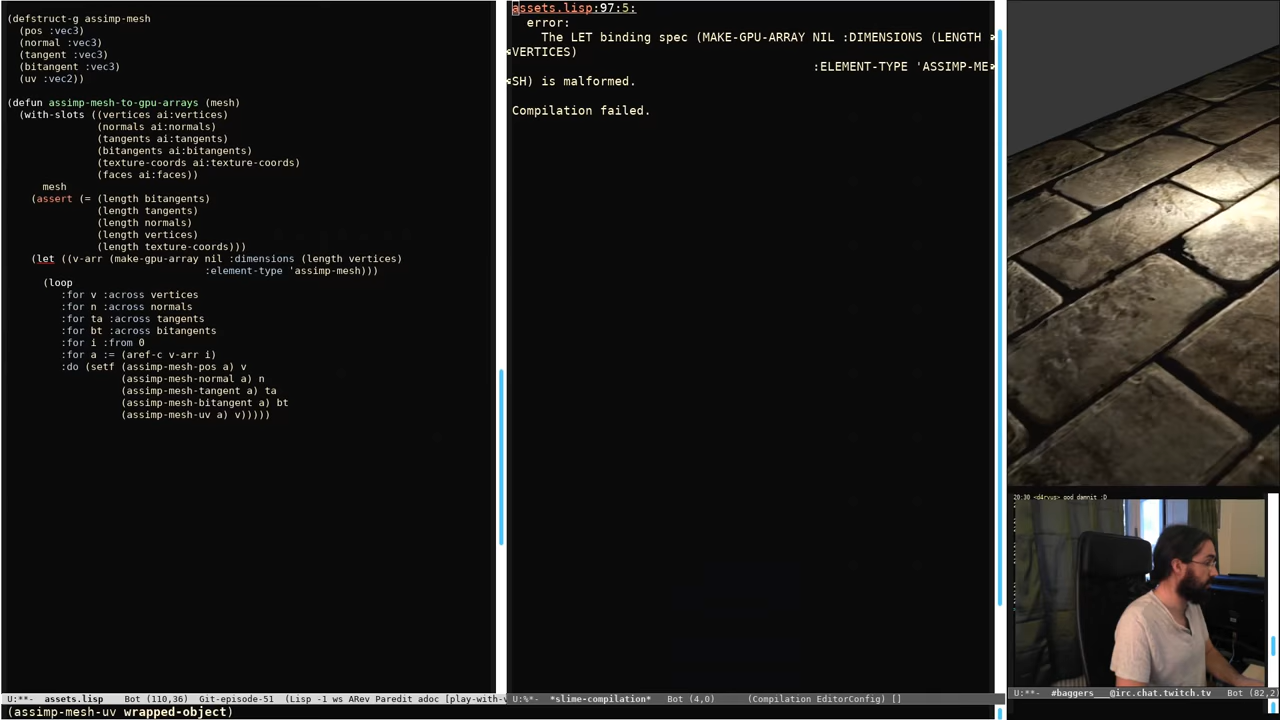 (defstruct-g assimp-mesh
  (pos :vec3)
  (normal :vec3)
  (tangent :vec3)
  (bitangent :vec3)
  (uv :vec2))
(defun assimp-mesh-to-gpu-arrays (mesh)
  (with-slots ((vertices ai:vertices)
               (normals ai:normals)
               (tangents ai:tangents)
               (bitangents ai:bitangents)
               (texture-coords ai:texture-coords)
               (faces ai:faces))
      mesh
    (assert (= (length bitangents)
               (length tangents)
               (length normals)
               (length vertices)
               (length texture-coords)))
    (let ((v-arr (make-gpu-array nil :dimensions (length vertices)
                                 :element-type 'assimp-mesh)))
      (loop
         :for v :across vertices
         :for n :across normals
         :for ta :across tangents
         :for bt :across bitangents
         :for i :from 0
         :for a := (aref-c v-arr i)
         :do (setf (assimp-mesh-pos a) v
                   (assimp-mesh-normal a) n
                   (assimp-mesh-tangent a) ta
                   (assimp-mesh-bitangent a) bt
                   (assimp-mesh-uv a) v)))))
U:**-  assets.lisp    Bot (110,36)  Git-episode-51  (Lisp -1 ws ARev Paredit adoc [play-with-v
(assimp-mesh-uv wrapped-object)
assets.lisp:97:5:
  error:
    The LET binding spec (MAKE-GPU-ARRAY NIL :DIMENSIONS (LENGTH
VERTICES)
                                         :ELEMENT-TYPE 'ASSIMP-ME
SH) is malformed.
Compilation failed.
U:%*-  *slime-compilation*  Bot (4,0)  (Compilation EditorConfig) []
20:30 <d4ryus> god damnit :D
U:**-  #baggers___@irc.chat.twitch.tv  Bot (82,2)